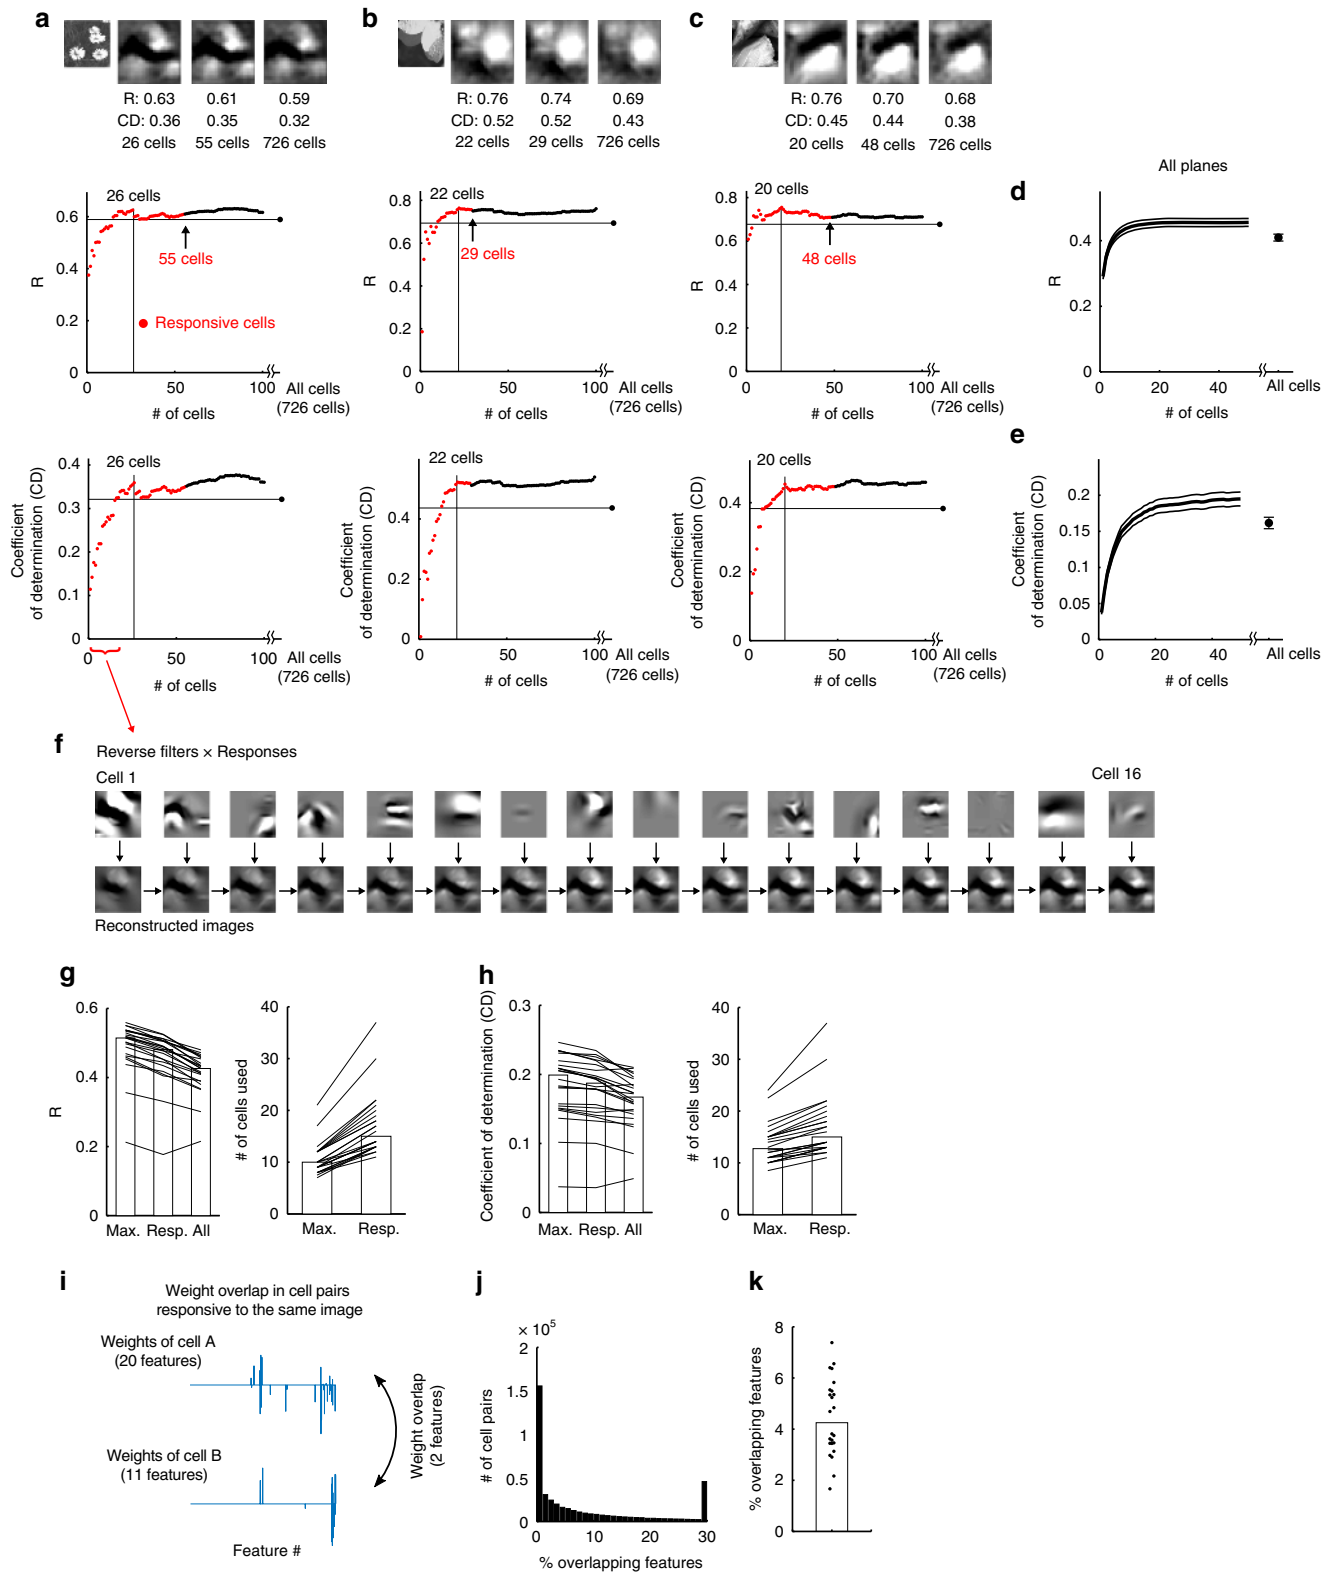 a
R: 0.63 0.61 0.59
CD: 0.36 0.35 0.32
26 cells 55 cells 726 cells
b
R: 0.76 0.74 0.69
CD: 0.52 0.52 0.43
22 cells 29 cells 726 cells
c
R: 0.76 0.70 0.68
CD: 0.45 0.44 0.38
20 cells 48 cells 726 cells
26 cells
0.6
0.4
0.2
0
R
55 cells
Responsive cells
0 50 100 All cells
(726 cells)
# of cells
22 cells
0.8
0.6
0.4
0.2
0
R
29 cells
0 50 100 All cells
(726 cells)
# of cells
20 cells
0.8
0.6
0.4
0.2
0
R
48 cells
0 50 100 All cells
(726 cells)
# of cells
d
All planes
0.4
0.2
0
R
0 20 40 All cells
# of cells
26 cells
0.4
0.3
0.2
0.1
0
Coefficient
of determination (CD)
0 50 100 All cells
(726 cells)
# of cells
22 cells
0.4
0.2
0
Coefficient
of determination (CD)
0 50 100 All cells
(726 cells)
# of cells
20 cells
0.4
0.2
0
Coefficient
of determination (CD)
0 50 100 All cells
(726 cells)
# of cells
e
0.2
0.15
0.1
0.05
0
Coefficient
of determination (CD)
0 20 40 All cells
# of cells
f
Reverse filters × Responses
Cell 1 Cell 16
Reconstructed images
g
0.6
0.4
0.2
0
R
Max. Resp. All
40
30
20
10
0
# of cells used
Max. Resp.
h
0.3
0.2
0.1
0
Coefficient of determination (CD)
Max. Resp. All
40
30
20
10
0
# of cells used
Max. Resp.
i
Weight overlap in cell pairs
responsive to the same image
Weights of cell A
(20 features)
Weights of cell B
(11 features)
Weight overlap
(2 features)
Feature #
j
× 10⁵
2
1.5
1
0.5
0
# of cell pairs
0 10 20 30
% overlapping features
k
8
6
4
2
0
% overlapping features